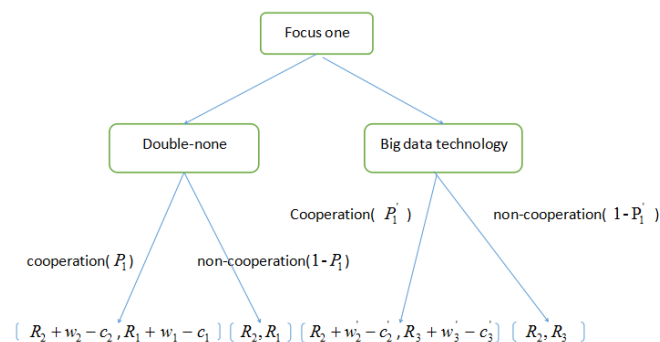 Focus one
Double-none
Big data technology
Cooperation( P₁' )
non-cooperation( 1-P₁' )
cooperation( P₁ )
non-cooperation(1-P₁)
[ R₂ + w₂ - c₂ , R₁ + w₁ - c₁ ] [ R₂, R₁ ] [ R₂ + w₂' - c₂' , R₃ + w₃' - c₃' ] [ R₂, R₃ ]